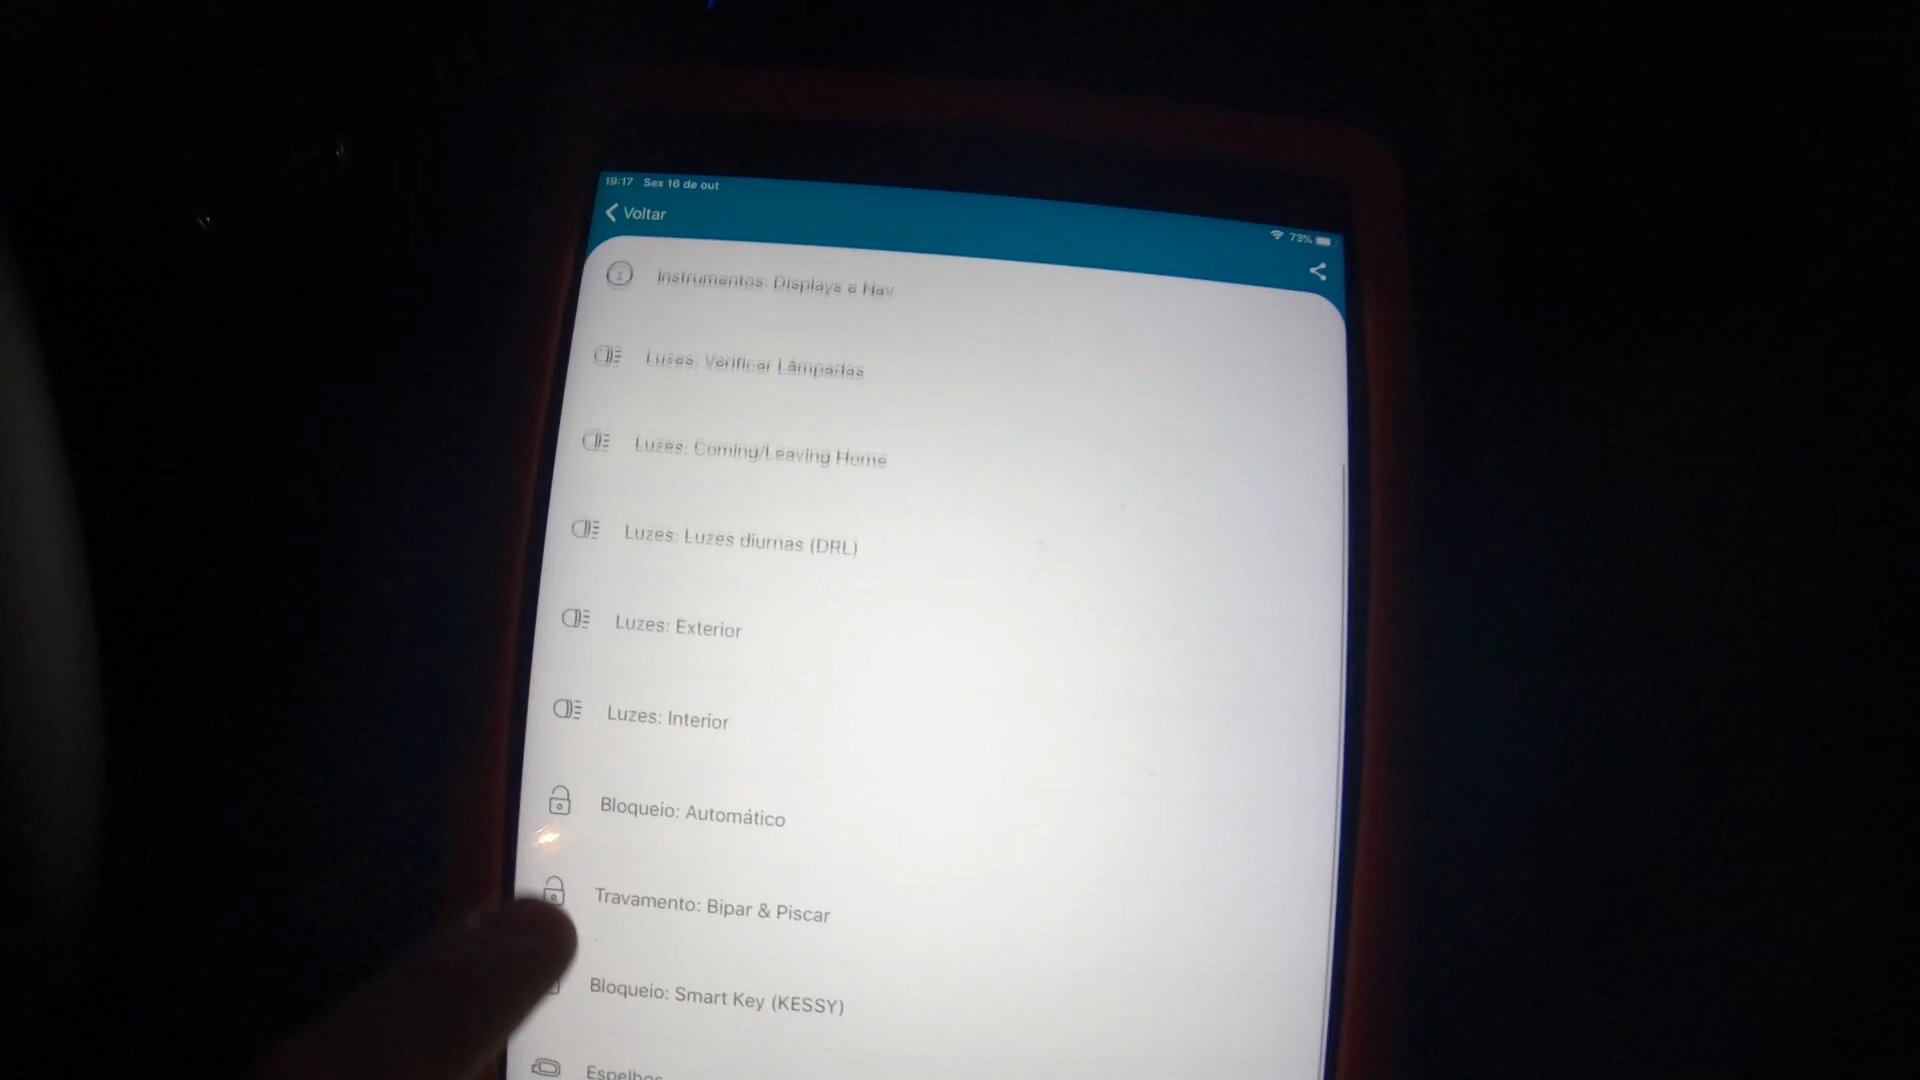 19:17 Sex 16 de out
73%
Voltar
Instrumentos: Displays e Nav
Luzes: Verificar Lâmpadas
Luzes: Coming/Leaving Home
Luzes: Luzes diurnas (DRL)
Luzes: Exterior
Luzes: Interior
Bloqueio: Automático
Travamento: Bipar & Piscar
Bloqueio: Smart Key (KESSY)
Espelhos